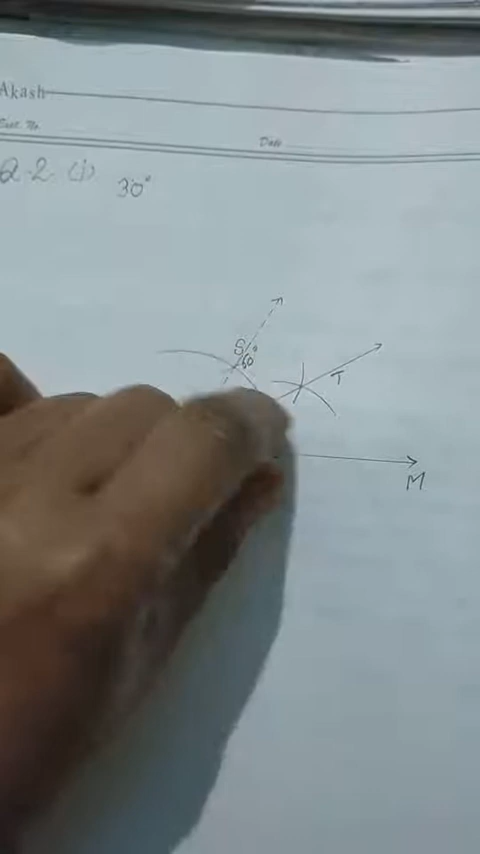 Akash
Date
Q.2. (i) 30°
S 60°
T
M